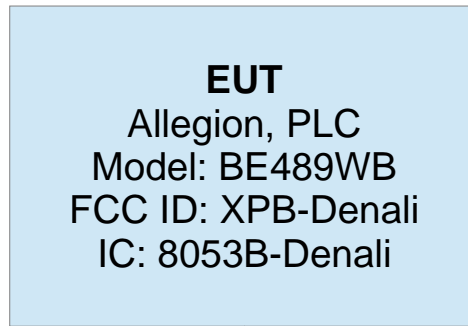 EUT
Allegion, PLC
Model: BE489WB
FCC ID: XPB-Denali
IC: 8053B-Denali